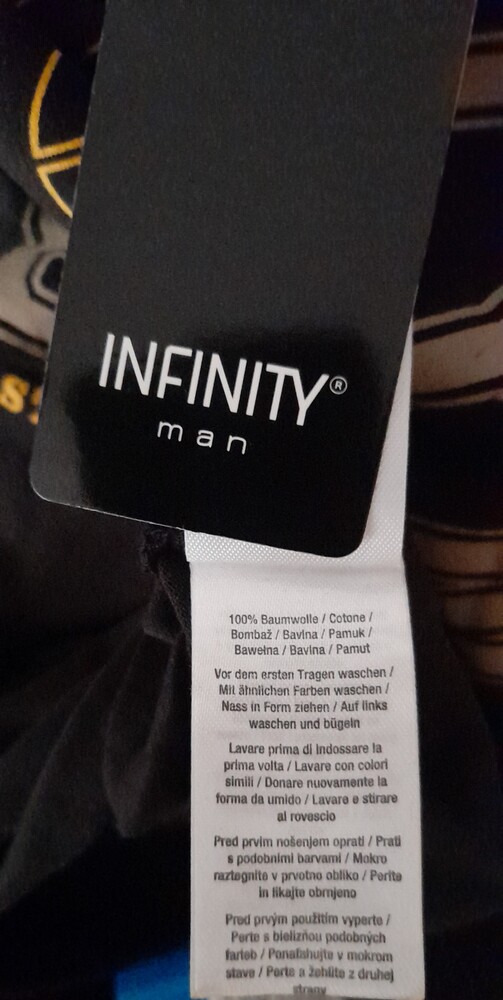 INFINITY®
man
100% Baumwolle / Cotone /
Bombaž / Bavlna / Pamuk /
Bawełna / Bavlna / Pamut
Vor dem ersten Tragen waschen /
Mit ähnlichen Farben waschen /
Nass in Form ziehen / Auf links
waschen und bügeln
Lavare prima di indossare la
prima volta / Lavare con colori
simili / Donare nuovamente la
forma da umido / Lavare e stirare
al rovescio
Pred prvim nošenjem oprati / Prati
s podobnimi barvami / Mokro
raztegnite v prvotno obliko / Perite
in likajte obrnjeno
Pred prvým použitím vyperte /
Perte s bielizňou podobných
farieb / Ponaťahujte v mokrom
stave / Perte a žehlite z druhej
strany